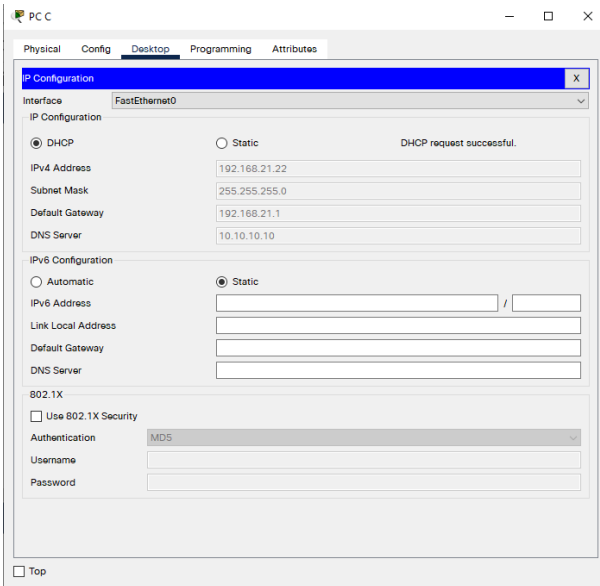 PC C
Physical Config Desktop Programming Attributes
IP Configuration X
Interface FastEthernet0
IP Configuration
DHCP Static DHCP request successful.
IPv4 Address 192.168.21.22
Subnet Mask 255.255.255.0
Default Gateway 192.168.21.1
DNS Server 10.10.10.10
IPv6 Configuration
Automatic Static
IPv6 Address /
Link Local Address
Default Gateway
DNS Server
802.1X
Use 802.1X Security
Authentication MD5
Username
Password
Top